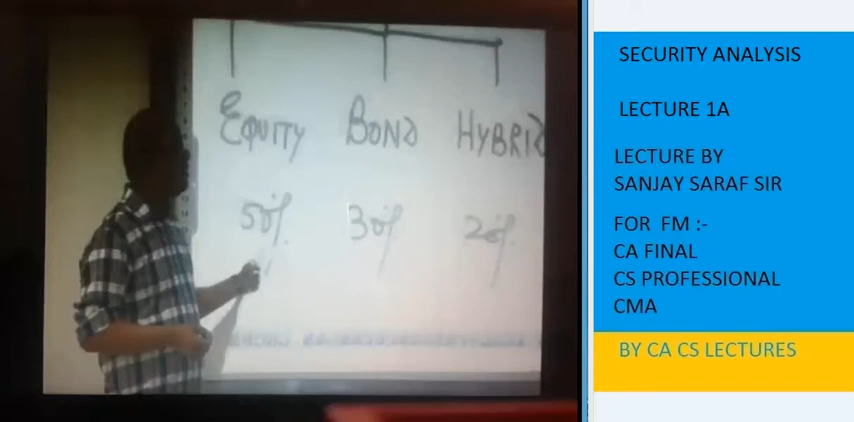 EQUITY BOND HYBRID
50% 30% 20%
SECURITY ANALYSIS
LECTURE 1A
LECTURE BY
SANJAY SARAF SIR
FOR FM :-
CA FINAL
CS PROFESSIONAL
CMA
BY CA CS LECTURES